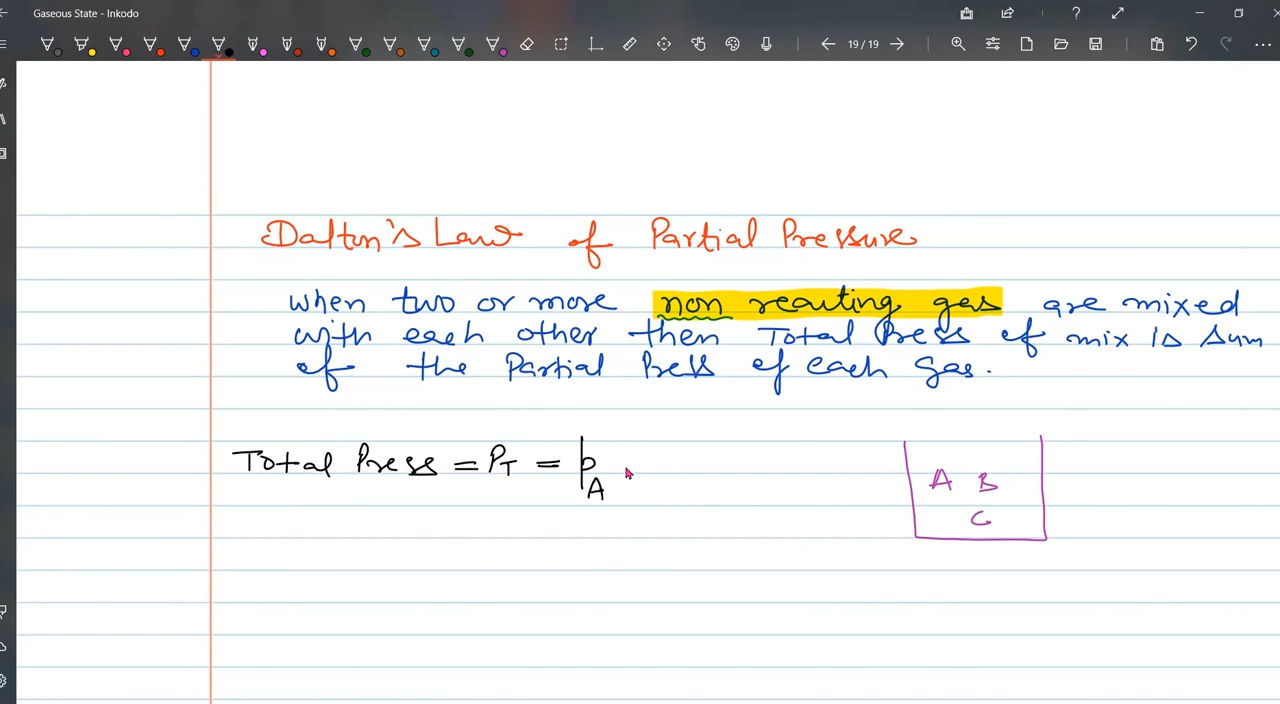 Gaseous State - Inkodo
19 / 19
Dalton's Law of Partial Pressure
when two or more non reacting gas are mixed
with each other then Total Press of mix is sum
of the Partial Press of each gas.
Total Press = PT = pA
A B
C